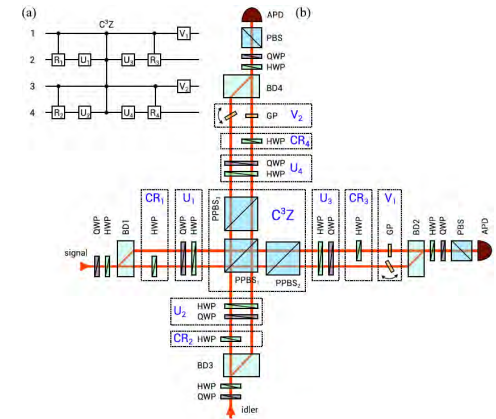 (a)
C³Z
1
V₁
2
R₁
U₁
U₄
R₃
3
V₂
4
R₂
U₃
U₄
R₄
(b)
APD
PBS
QWP
HWP
BD4
GP
V₂
HWP
CR₄
QWP
HWP
U₄
PPBS₃
C³Z
PPBS₁
PPBS₂
CR₁
HWP
U₁
QWP
HWP
signal
QWP
HWP
BD1
U₃
HWP
QWP
CR₃
HWP
V₁
GP
BD2
HWP
QWP
PBS
APD
U₂
HWP
QWP
CR₂
HWP
BD3
HWP
QWP
idler